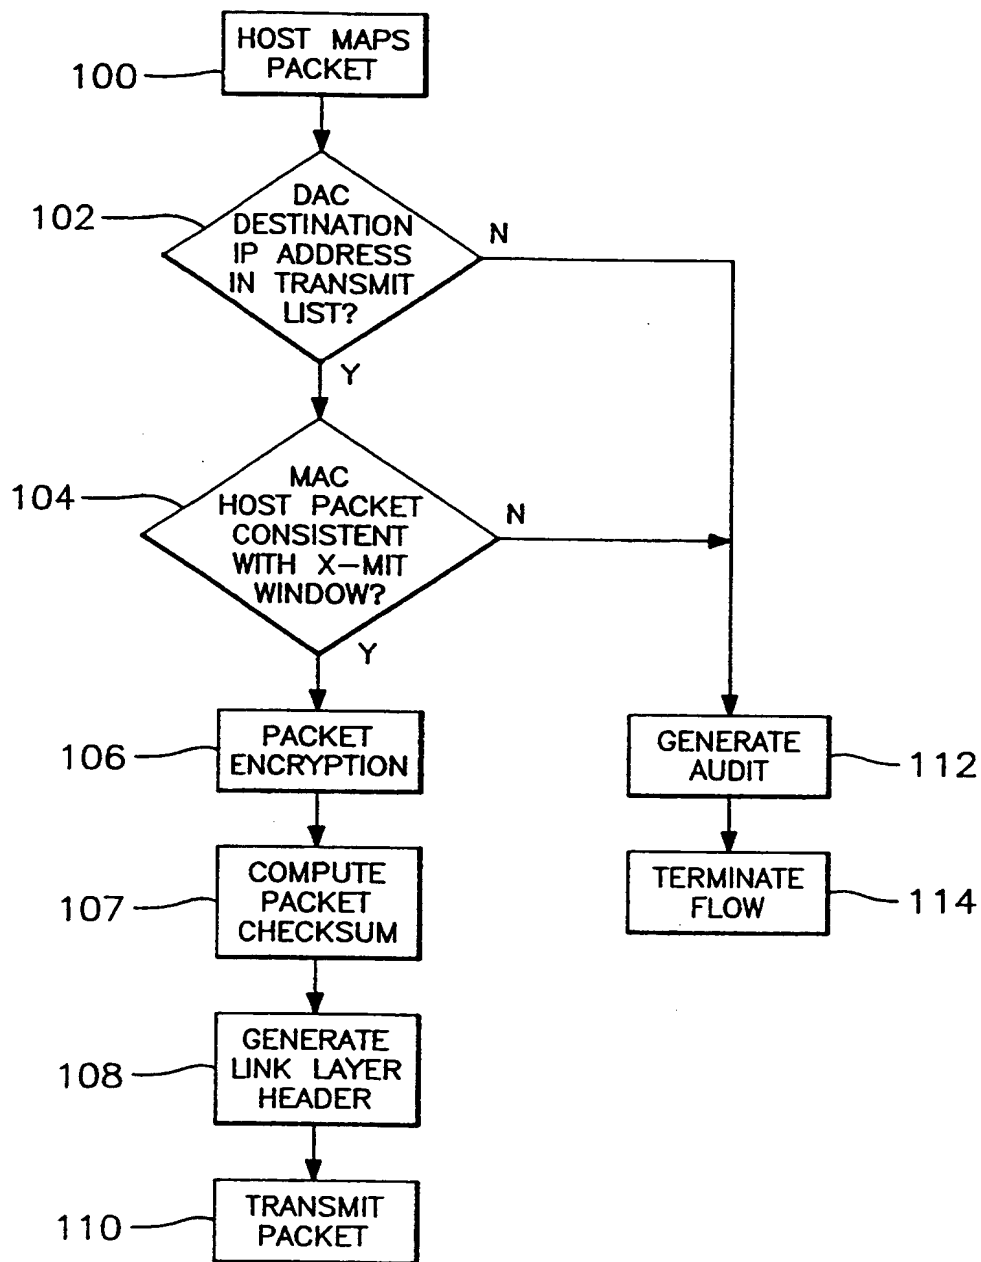 HOST MAPS
PACKET
100
DAC
DESTINATION
IP ADDRESS
IN TRANSMIT
LIST?
102
N
Y
MAC
HOST PACKET
CONSISTENT
WITH X-MIT
WINDOW?
104
N
Y
PACKET
ENCRYPTION
106
GENERATE
AUDIT
112
COMPUTE
PACKET
CHECKSUM
107
TERMINATE
FLOW
114
GENERATE
LINK LAYER
HEADER
108
TRANSMIT
PACKET
110